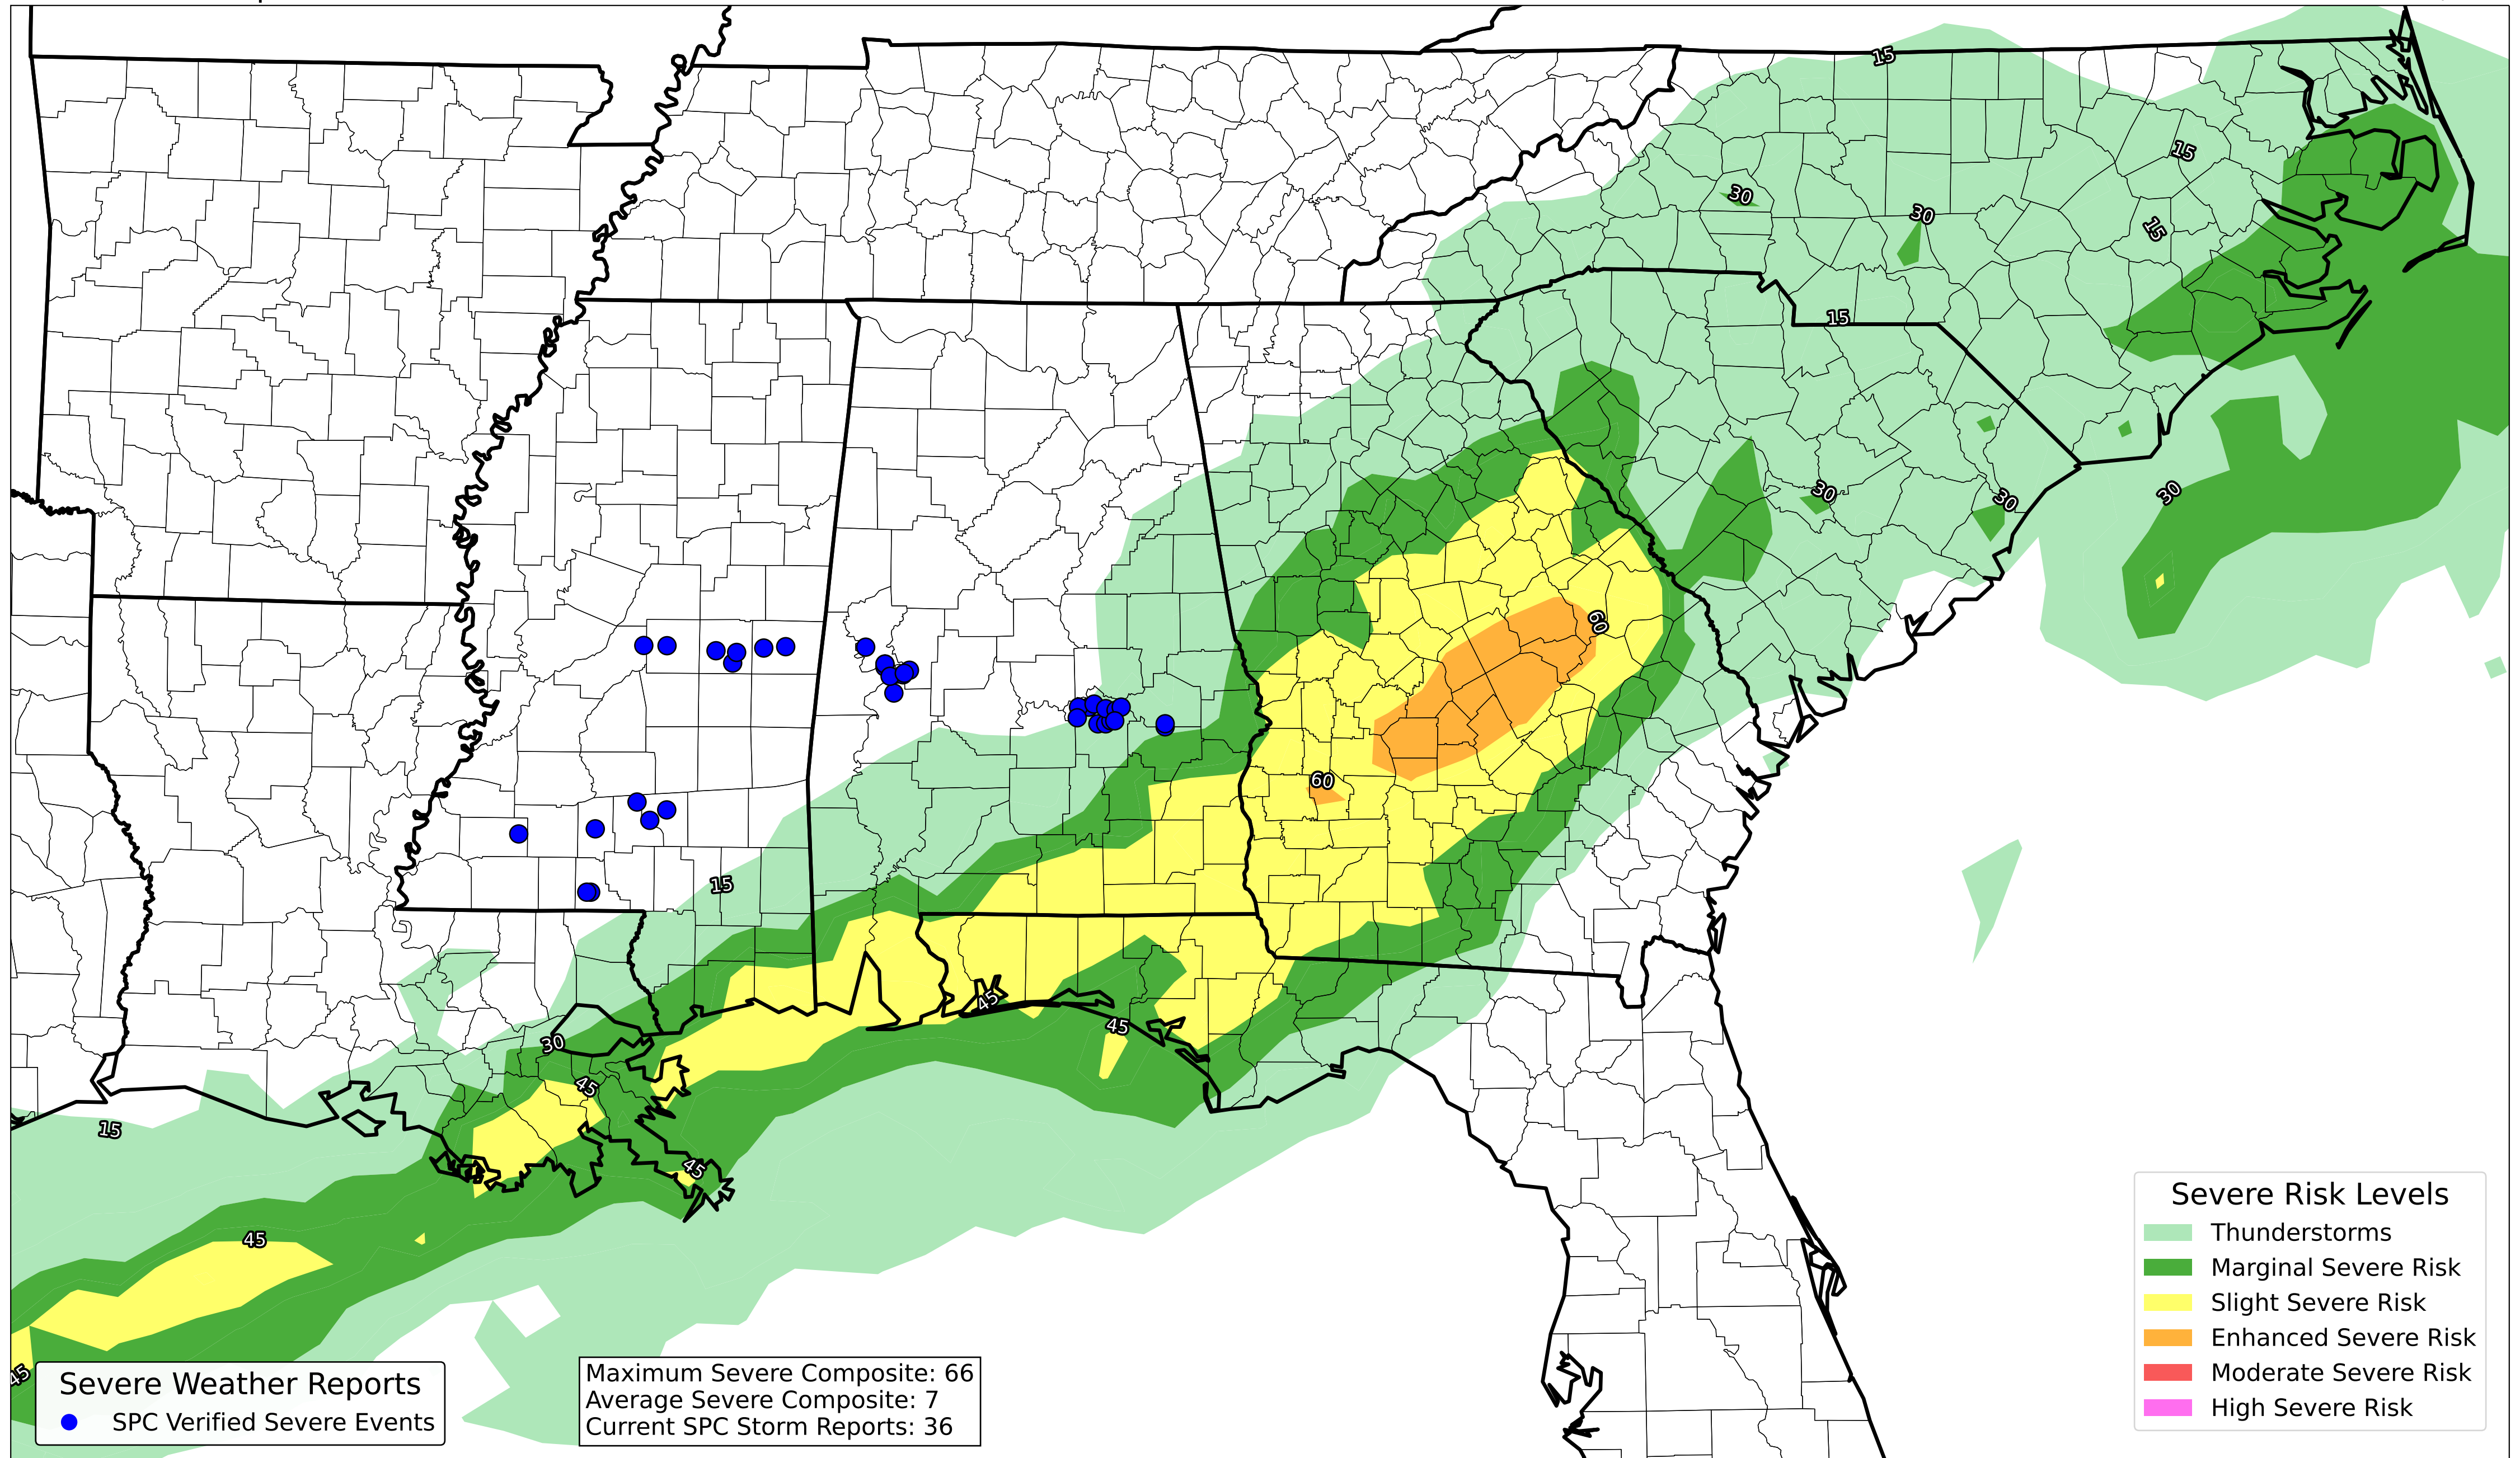 15
15
30
30
15
15
30
30
30
60
60
15
45
45
30
45
15
45
45
45
Severe Weather Reports
SPC Verified Severe Events
Maximum Severe Composite: 66
Average Severe Composite: 7
Current SPC Storm Reports: 36
Severe Risk Levels
Thunderstorms
Marginal Severe Risk
Slight Severe Risk
Enhanced Severe Risk
Moderate Severe Risk
High Severe Risk